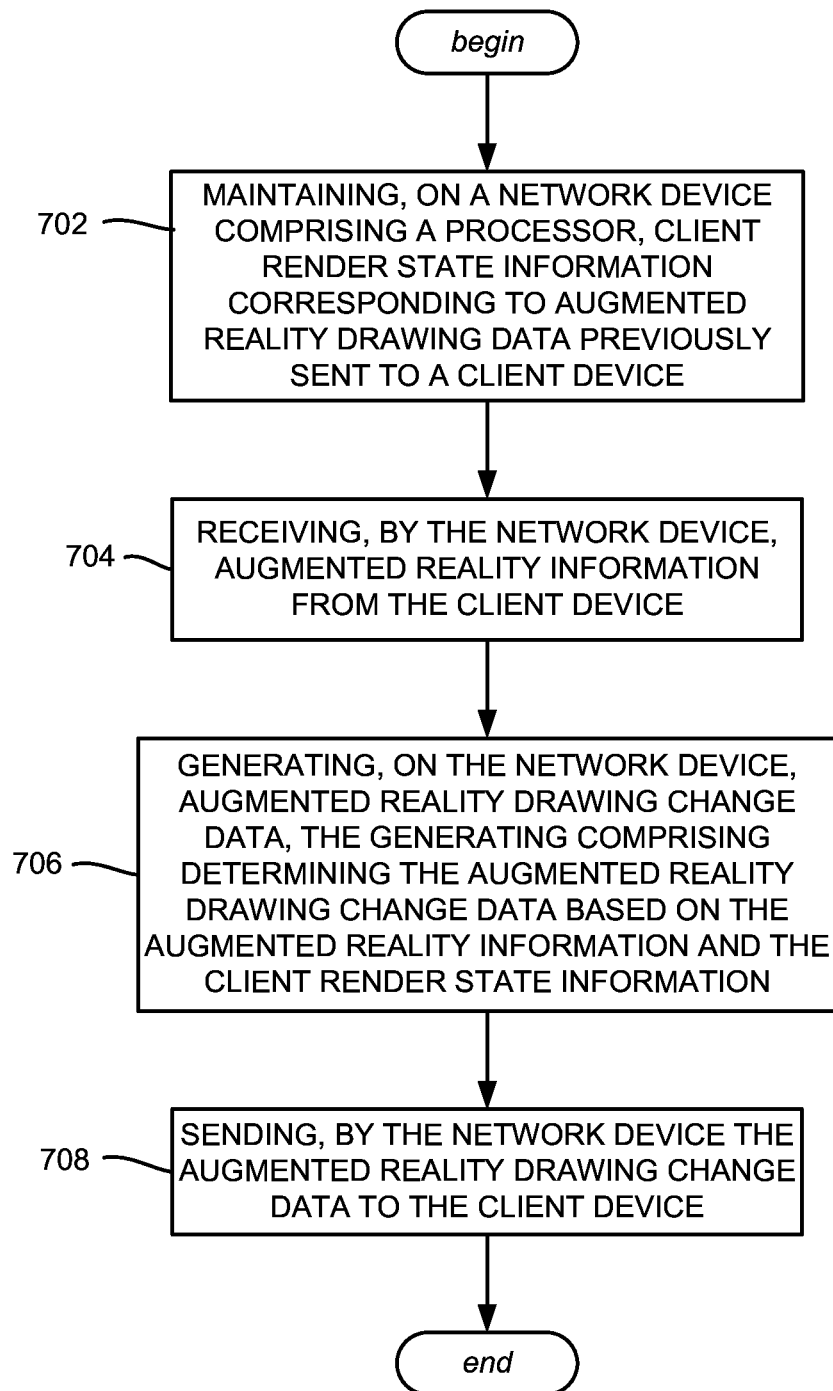 begin
702
MAINTAINING, ON A NETWORK DEVICE
COMPRISING A PROCESSOR, CLIENT
RENDER STATE INFORMATION
CORRESPONDING TO AUGMENTED
REALITY DRAWING DATA PREVIOUSLY
SENT TO A CLIENT DEVICE
704
RECEIVING, BY THE NETWORK DEVICE,
AUGMENTED REALITY INFORMATION
FROM THE CLIENT DEVICE
706
GENERATING, ON THE NETWORK DEVICE,
AUGMENTED REALITY DRAWING CHANGE
DATA, THE GENERATING COMPRISING
DETERMINING THE AUGMENTED REALITY
DRAWING CHANGE DATA BASED ON THE
AUGMENTED REALITY INFORMATION AND THE
CLIENT RENDER STATE INFORMATION
708
SENDING, BY THE NETWORK DEVICE THE
AUGMENTED REALITY DRAWING CHANGE
DATA TO THE CLIENT DEVICE
end